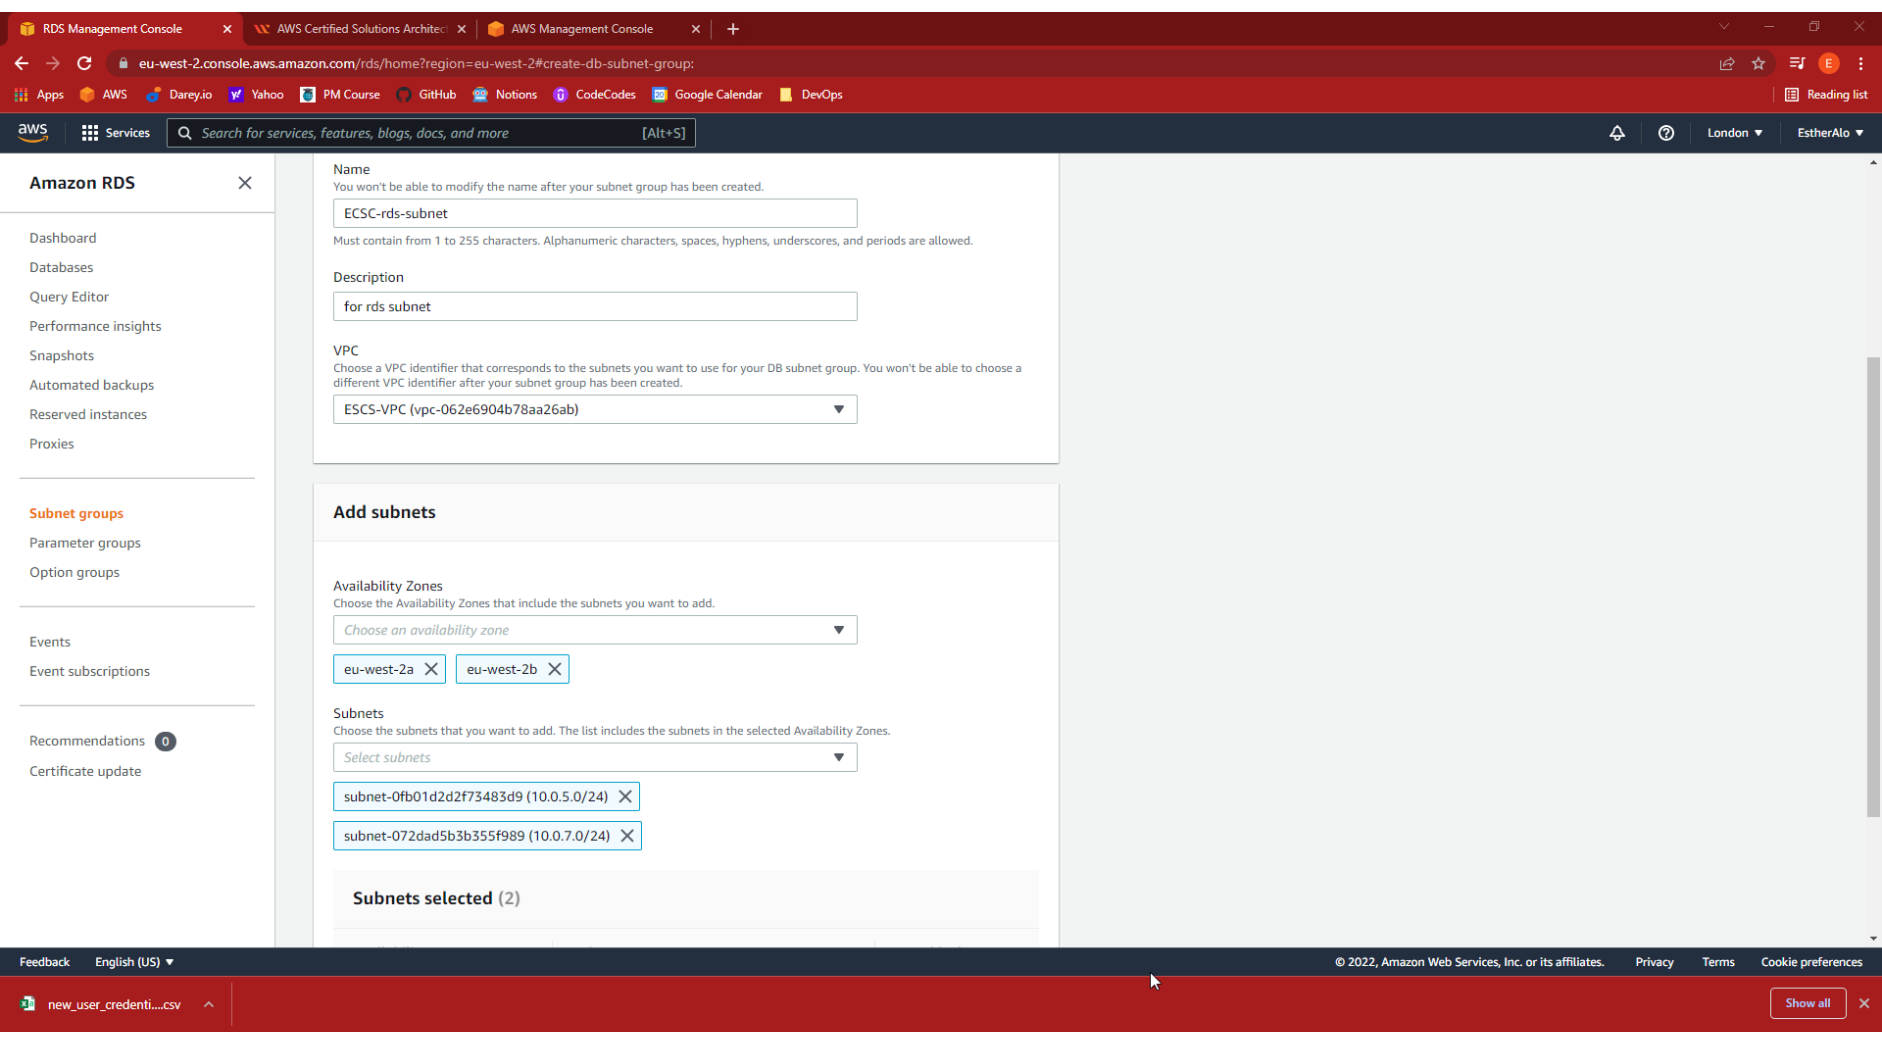 RDS Management Console
AWS Certified Solutions Architec
AWS Management Console
eu-west-2.console.aws.amazon.com/rds/home?region=eu-west-2#create-db-subnet-group:
E
Apps AWS Darey.io Yahoo PM Course GitHub Notions CodeCodes Google Calendar DevOps Reading list
aws Services Search for services, features, blogs, docs, and more [Alt+S] London EstherAlo
Amazon RDS
Dashboard
Databases
Query Editor
Performance insights
Snapshots
Automated backups
Reserved instances
Proxies
Subnet groups
Parameter groups
Option groups
Events
Event subscriptions
Recommendations 0
Certificate update
Name
You won't be able to modify the name after your subnet group has been created.
ECSC-rds-subnet
Must contain from 1 to 255 characters. Alphanumeric characters, spaces, hyphens, underscores, and periods are allowed.
Description
for rds subnet
VPC
Choose a VPC identifier that corresponds to the subnets you want to use for your DB subnet group. You won't be able to choose a
different VPC identifier after your subnet group has been created.
ESCS-VPC (vpc-062e6904b78aa26ab)
Add subnets
Availability Zones
Choose the Availability Zones that include the subnets you want to add.
Choose an availability zone
eu-west-2a eu-west-2b
Subnets
Choose the subnets that you want to add. The list includes the subnets in the selected Availability Zones.
Select subnets
subnet-0fb01d2d2f73483d9 (10.0.5.0/24)
subnet-072dad5b3b355f989 (10.0.7.0/24)
Subnets selected (2)
Feedback English (US) © 2022, Amazon Web Services, Inc. or its affiliates. Privacy Terms Cookie preferences
new_user_credenti....csv Show all